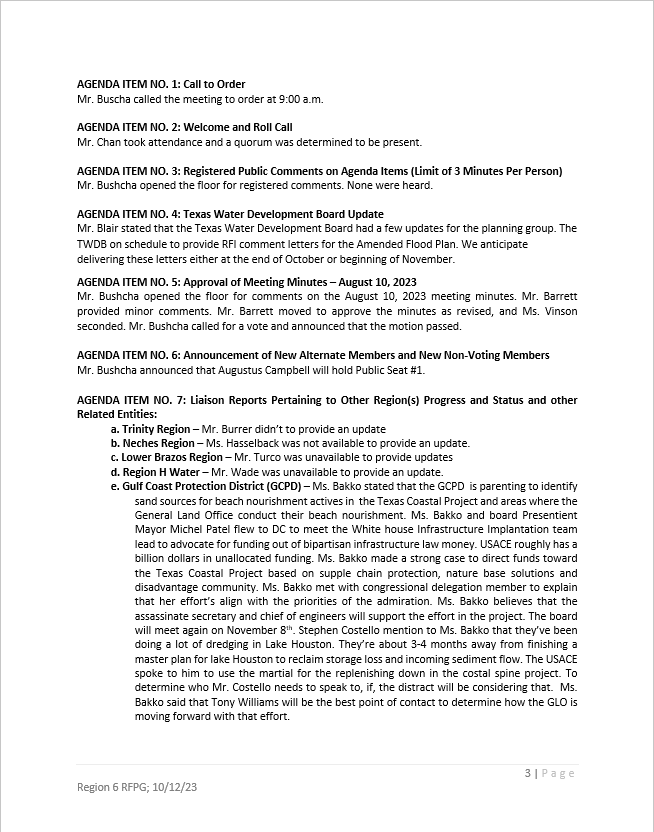 AGENDA ITEM NO. 1: Call to Order
Mr. Buscha called the meeting to order at 9:00 a.m.
AGENDA ITEM NO. 2: Welcome and Roll Call
Mr. Chan took attendance and a quorum was determined to be present.
AGENDA ITEM NO. 3: Registered Public Comments on Agenda Items (Limit of 3 Minutes Per Person)
Mr. Bushcha opened the floor for registered comments. None were heard.
AGENDA ITEM NO. 4: Texas Water Development Board Update
Mr. Blair stated that the Texas Water Development Board had a few updates for the planning group. The
TWDB on schedule to provide RFI comment letters for the Amended Flood Plan. We anticipate
delivering these letters either at the end of October or beginning of November.
AGENDA ITEM NO. 5: Approval of Meeting Minutes – August 10, 2023
Mr. Bushcha opened the floor for comments on the August 10, 2023 meeting minutes. Mr. Barrett
provided minor comments. Mr. Barrett moved to approve the minutes as revised, and Ms. Vinson
seconded. Mr. Bushcha called for a vote and announced that the motion passed.
AGENDA ITEM NO. 6: Announcement of New Alternate Members and New Non-Voting Members
Mr. Bushcha announced that Augustus Campbell will hold Public Seat #1.
AGENDA ITEM NO. 7: Liaison Reports Pertaining to Other Region(s) Progress and Status and other
Related Entities:
a. Trinity Region – Mr. Burrer didn't to provide an update
b. Neches Region – Ms. Hasselback was not available to provide an update.
c. Lower Brazos Region – Mr. Turco was unavailable to provide updates
d. Region H Water – Mr. Wade was unavailable to provide an update.
e. Gulf Coast Protection District (GCPD) – Ms. Bakko stated that the GCPD is parenting to identify
sand sources for beach nourishment actives in the Texas Coastal Project and areas where the
General Land Office conduct their beach nourishment. Ms. Bakko and board Presentient
Mayor Michel Patel flew to DC to meet the White house Infrastructure Implantation team
lead to advocate for funding out of bipartisan infrastructure law money. USACE roughly has a
billion dollars in unallocated funding. Ms. Bakko made a strong case to direct funds toward
the Texas Coastal Project based on supply chain protection, nature base solutions and
disadvantage community. Ms. Bakko met with congressional delegation member to explain
that her effort's align with the priorities of the admiration. Ms. Bakko believes that the
assassinate secretary and chief of engineers will support the effort in the project. The board
will meet again on November 8th. Stephen Costello mention to Ms. Bakko that they've been
doing a lot of dredging in Lake Houston. They're about 3-4 months away from finishing a
master plan for lake Houston to reclaim storage loss and incoming sediment flow. The USACE
spoke to him to use the martial for the replenishing down in the costal spine project. To
determine who Mr. Costello needs to speak to, if, the distract will be considering that. Ms.
Bakko said that Tony Williams will be the best point of contact to determine how the GLO is
moving forward with that effort.
3 | Page
Region 6 RFPG; 10/12/23